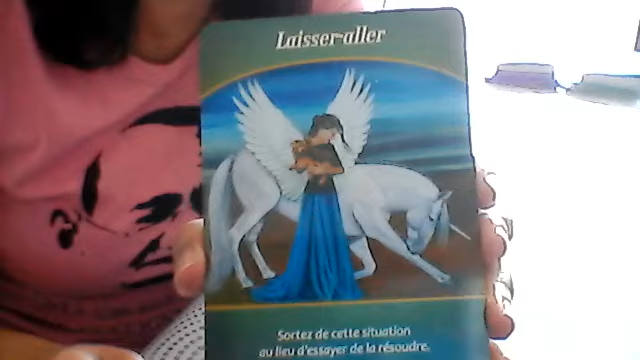 Laisser-aller
Sortez de cette situation
au lieu d'essayer de la résoudre.